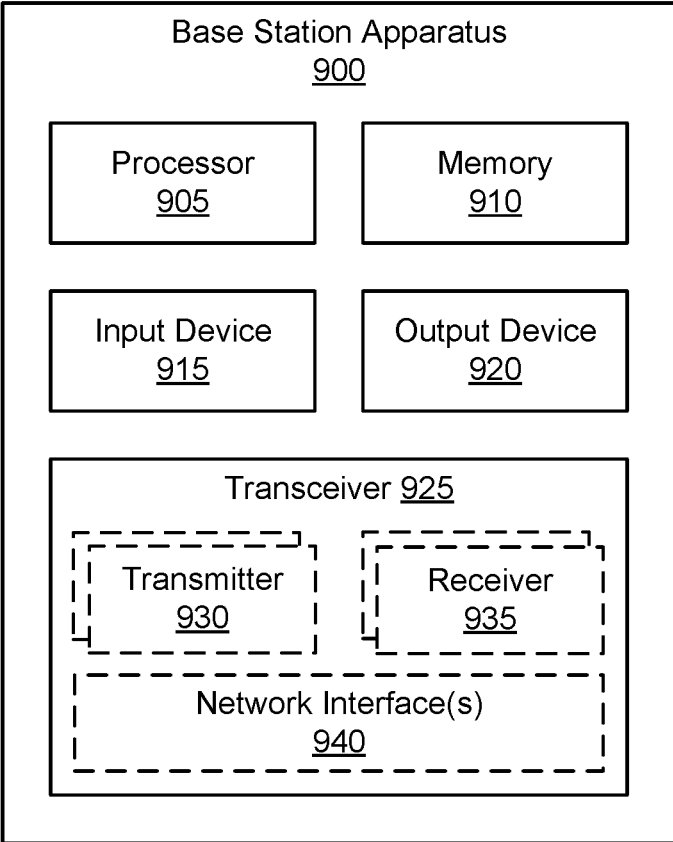 Base Station Apparatus
900
Processor
905
Memory
910
Input Device
915
Output Device
920
Transceiver 925
Transmitter
930
Receiver
935
Network Interface(s)
940